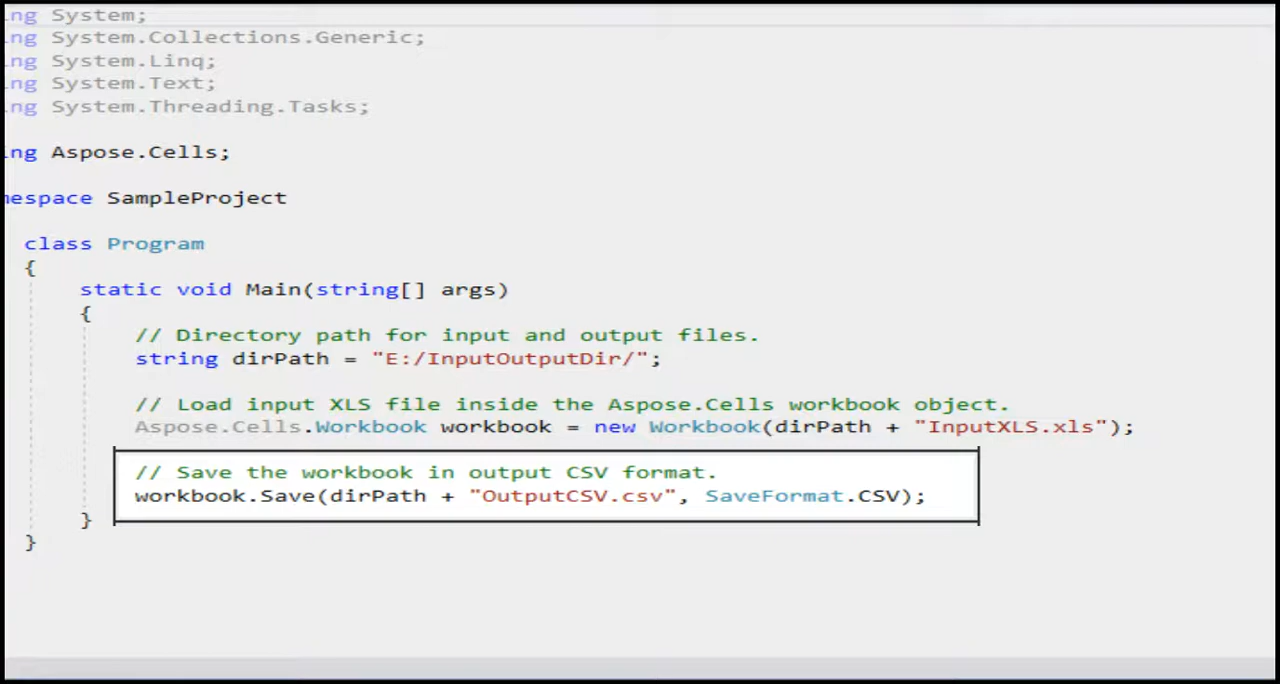 ng System;
ng System.Collections.Generic;
ng System.Linq;
ng System.Text;
ng System.Threading.Tasks;
ng Aspose.Cells;
mespace SampleProject
class Program
{
static void Main(string[] args)
{
// Directory path for input and output files.
string dirPath = "E:/InputOutputDir/";
// Load input XLS file inside the Aspose.Cells workbook object.
Aspose.Cells.Workbook workbook = new Workbook(dirPath + "InputXLS.xls");
// Save the workbook in output CSV format.
workbook.Save(dirPath + "OutputCSV.csv", SaveFormat.CSV);
}
}